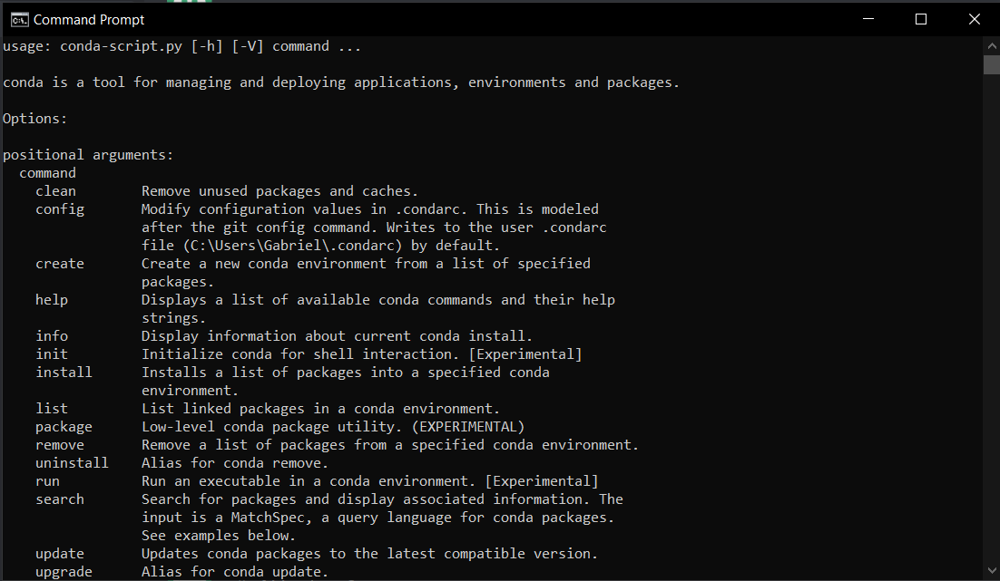 Command Prompt
usage: conda-script.py [-h] [-V] command ...
conda is a tool for managing and deploying applications, environments and packages.
Options:
positional arguments:
  command
    clean        Remove unused packages and caches.
    config       Modify configuration values in .condarc. This is modeled
                 after the git config command. Writes to the user .condarc
                 file (C:\Users\Gabriel\.condarc) by default.
    create       Create a new conda environment from a list of specified
                 packages.
    help         Displays a list of available conda commands and their help
                 strings.
    info         Display information about current conda install.
    init         Initialize conda for shell interaction. [Experimental]
    install      Installs a list of packages into a specified conda
                 environment.
    list         List linked packages in a conda environment.
    package      Low-level conda package utility. (EXPERIMENTAL)
    remove       Remove a list of packages from a specified conda environment.
    uninstall    Alias for conda remove.
    run          Run an executable in a conda environment. [Experimental]
    search       Search for packages and display associated information. The
                 input is a MatchSpec, a query language for conda packages.
                 See examples below.
    update       Updates conda packages to the latest compatible version.
    upgrade      Alias for conda update.